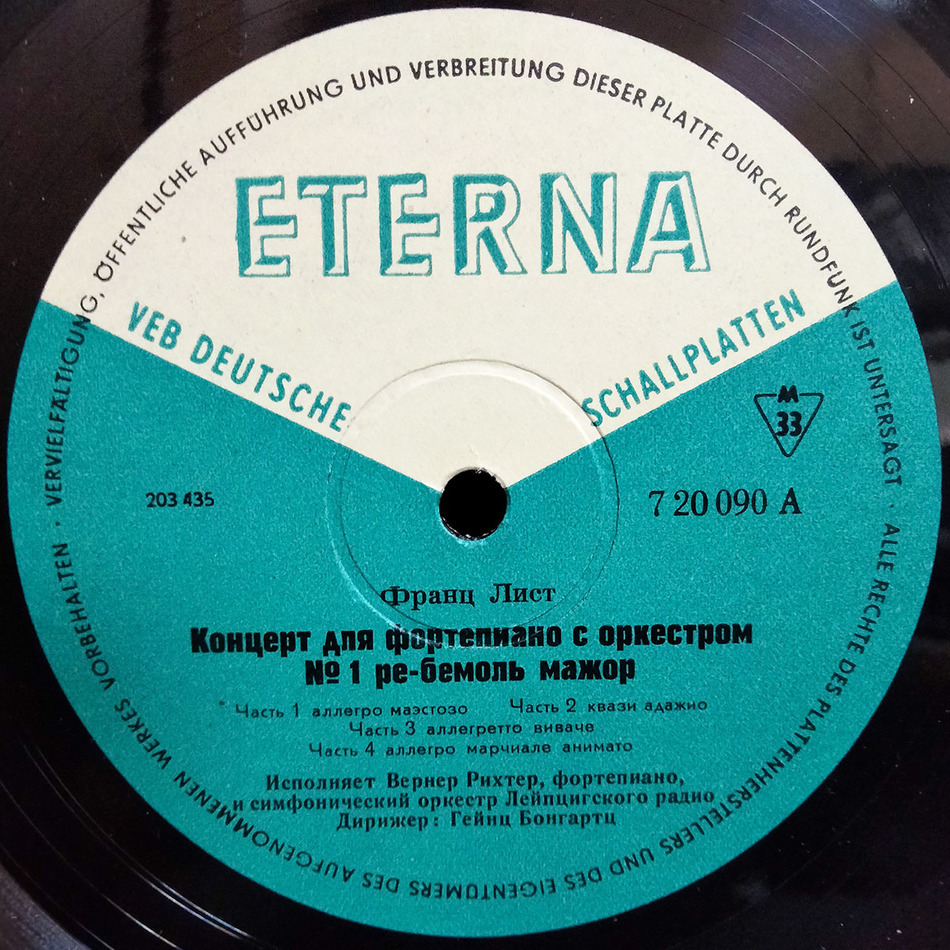 VERVIELFÄLTIGUNG, ÖFFENTLICHE AUFFÜHRUNG UND VERBREITUNG DIESER PLATTE DURCH RUNDFUNK IST UNTERSAGT · ALLE RECHTE DES PLATTENHERSTELLERS UND DES EIGENTÜMERS DES AUFGENOMMENEN WERKES VORBEHALTEN ·
ETERNA
VEB DEUTSCHE SCHALLPLATTEN
M
33
203 435
7 20 090 A
Франц Лист
Концерт для фортепиано с оркестром
№ 1 ре-бемоль мажор
Часть 1 аллегро маэстозо Часть 2 квази адажио
Часть 3 аллегретто виваче
Часть 4 аллегро марчиале анимато
Исполняет Вернер Рихтер, фортепиано,
и симфонический оркестр Лейпцигского радио
Дирижер: Гейнц Бонгартц